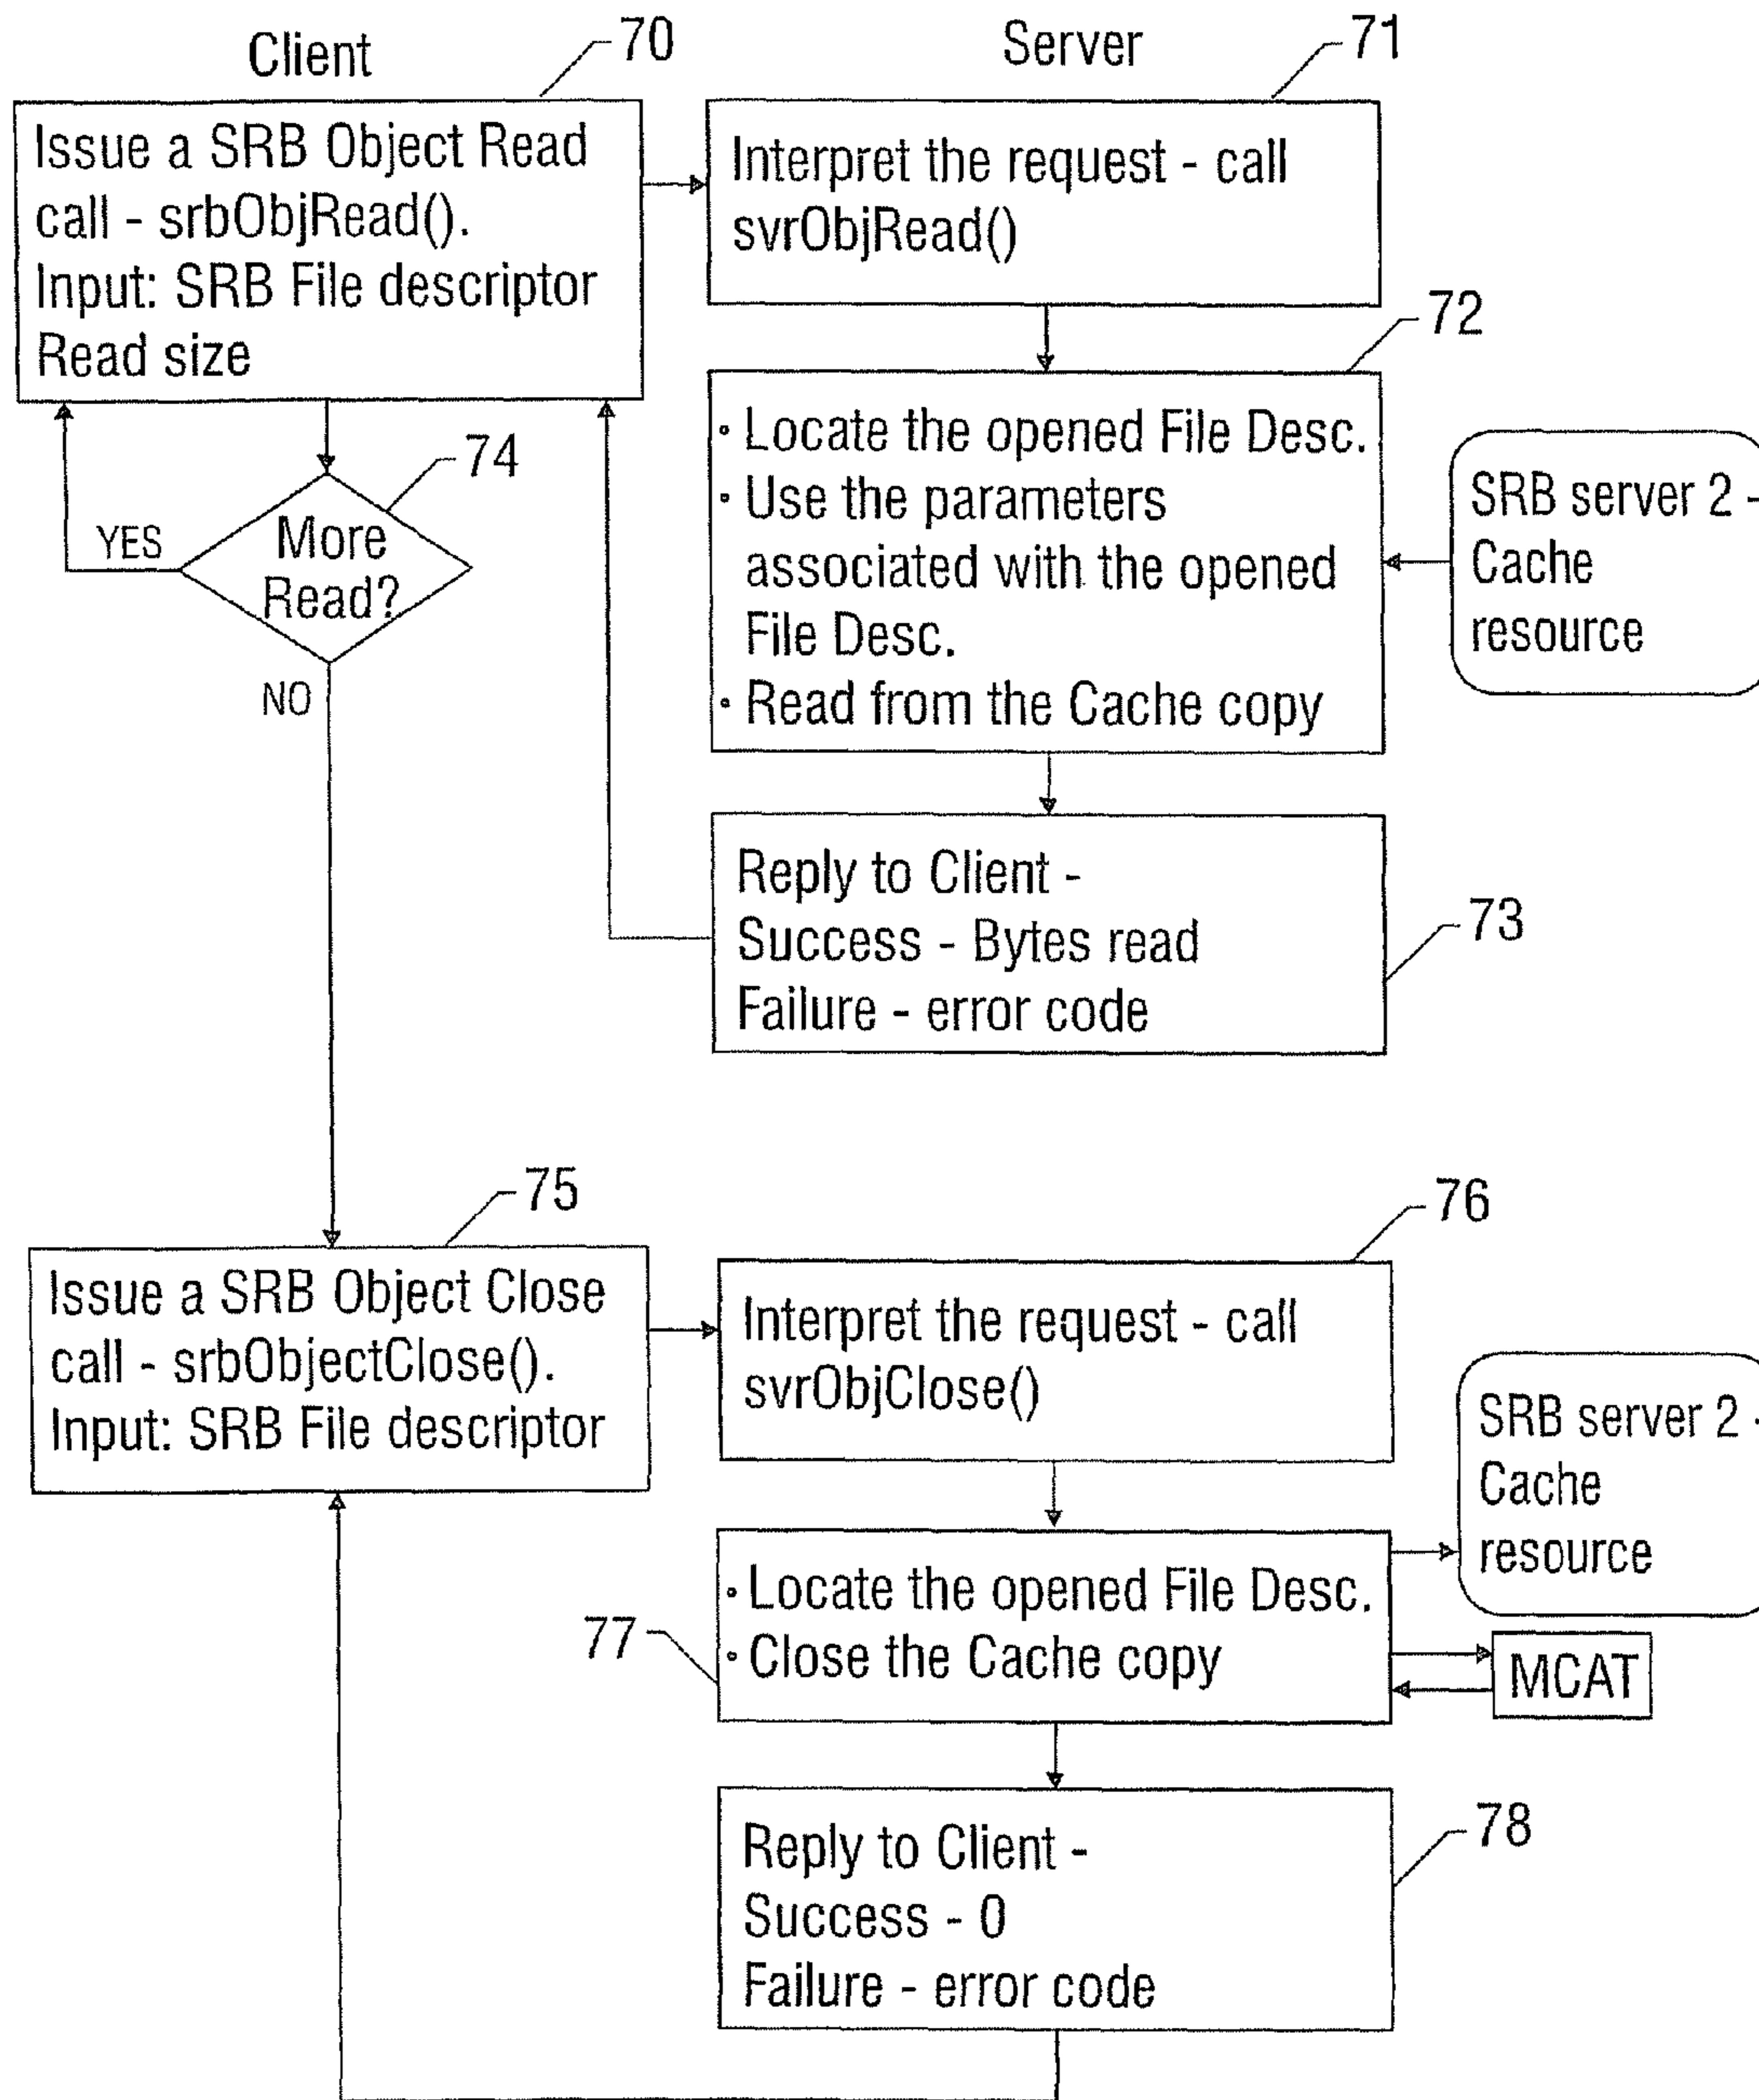 Client
70
Server
71
Issue a SRB Object Read
call - srbObjRead().
Input: SRB File descriptor
Read size
Interpret the request - call
svrObjRead()
72
• Locate the opened File Desc.
• Use the parameters
associated with the opened
File Desc.
• Read from the Cache copy
SRB server 2 -
Cache
resource
74
More
Read?
YES
NO
Reply to Client -
Success - Bytes read
Failure - error code
73
75
Issue a SRB Object Close
call - srbObjectClose().
Input: SRB File descriptor
76
Interpret the request - call
svrObjClose()
SRB server 2 -
Cache
resource
77
• Locate the opened File Desc.
• Close the Cache copy
MCAT
Reply to Client -
Success - 0
Failure - error code
78